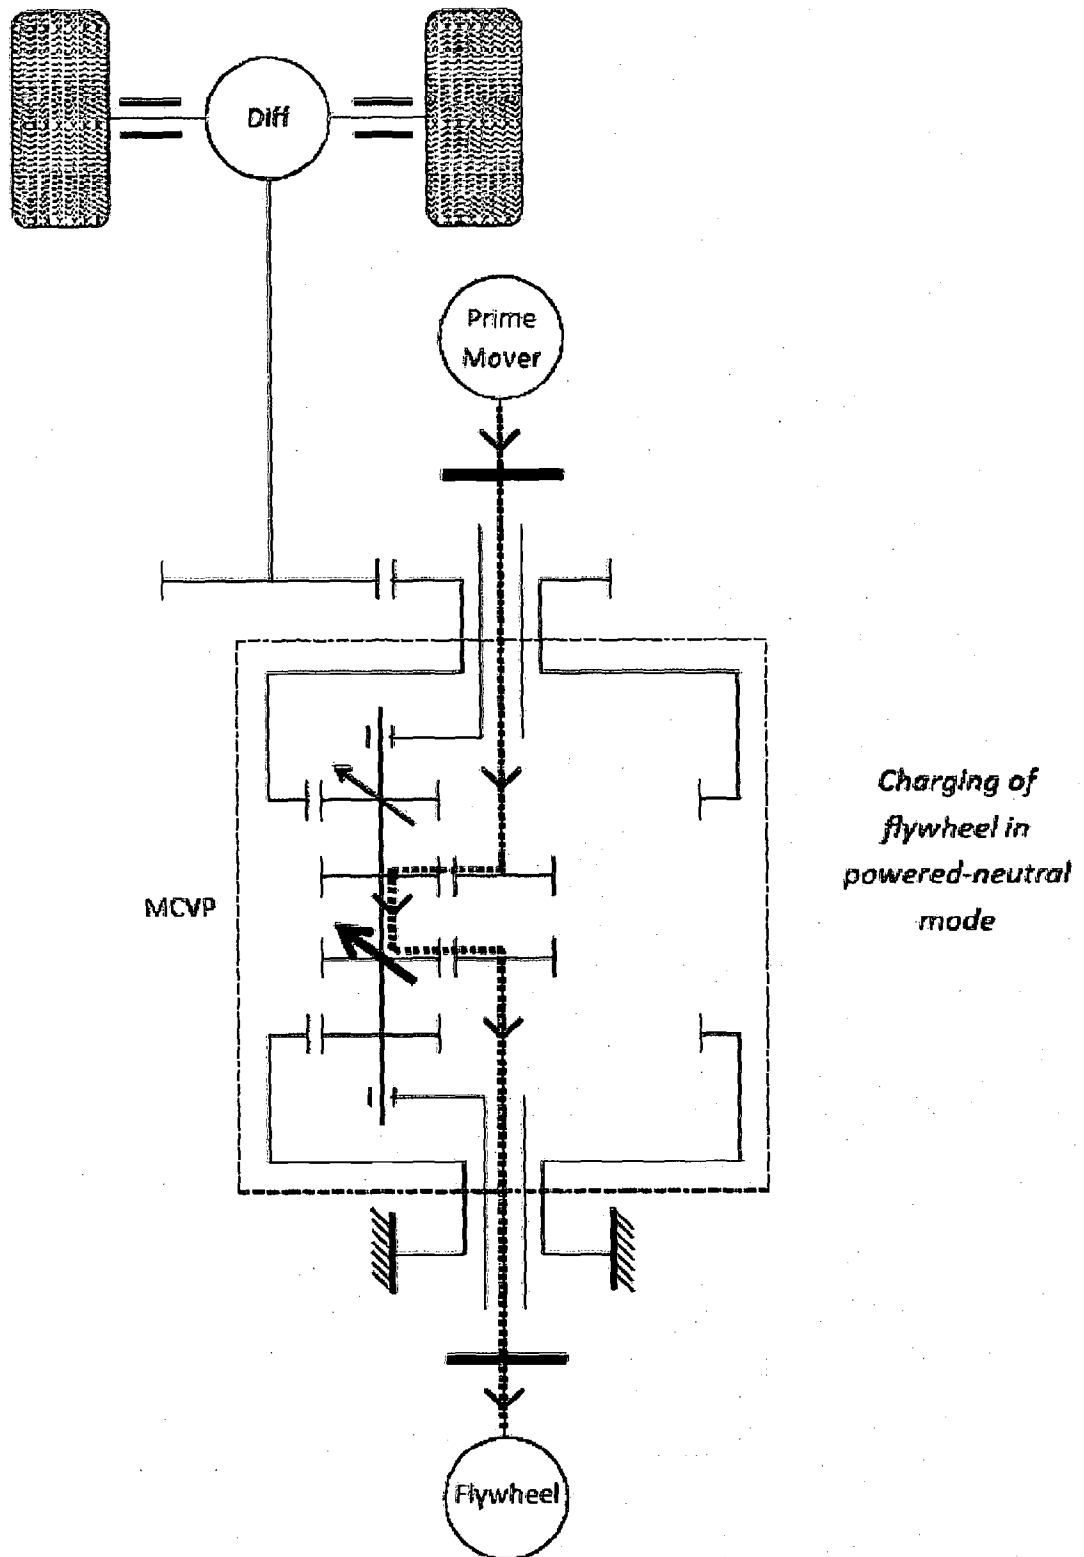 Diff
Prime
Mover
Charging of
flywheel in
powered-neutral
mode
MCVP
Flywheel